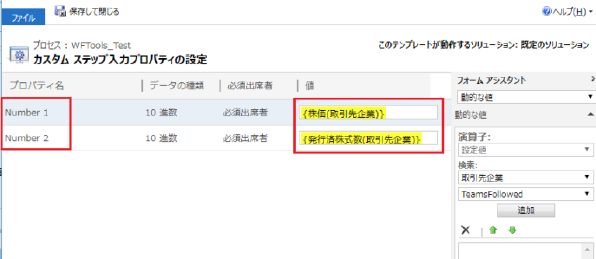 ファイル
保存して閉じる
ヘルプ(H)
プロセス : WFTools_Test
カスタム ステップ入力プロパティの設定
このテンプレートが動作するソリューション: 既定のソリューション
プロパティ名 データの種類 必須出席者 値
Number 1 10 進数 必須出席者 {株価(取引先企業)}
Number 2 10 進数 必須出席者 {発行済株式数(取引先企業)}
フォーム アシスタント
動的な値
動的な値
演算子:
設定値
検索:
取引先企業
TeamsFollowed
追加